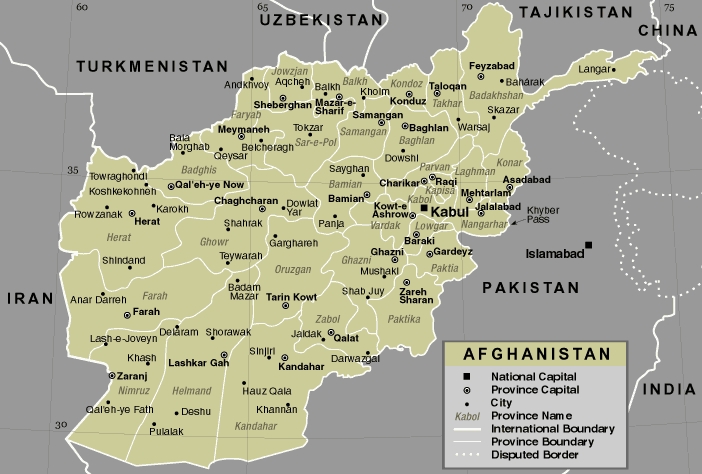 60
65
70
75
UZBEKISTAN
TAJIKISTAN
CHINA
TURKMENISTAN
Feyzabad
Langar
Jowzjan
Andkhvoy
Aqcheh
Balkh
Balkh
Kholm
Kondoz
Taloqan
Bahárak
Badakhshan
Sheberghan
Mazar-e-
Sharif
Konduz
Takhar
Faryab
Samangan
Skazar
Meymaneh
Tokzar
Baghlan
Warsaj
Bala
Morghab
Belcheragh
Sar-e-Pol
Samangan
Baghlan
Qeysar
Dowshi
Konar
35
Towraghondi
Badghis
Sayghan
Parvan
Laghman
Koshkekohneh
Qal'eh-ye Now
Bamian
Charikar
Raqi
Asadabad
Kapisa
Mehtarlam
Chaghcharan
Dowlat
Yar
Bamian
Kowt-e
Ashrow
Kabol
Kabul
Jalalabad
Rowzanak
Karokh
Herat
Panja
Khyber
Pass
Shahrak
Vardak
Lowgar
Nangarhar
Herat
Ghowr
Gharghareh
Baraki
Islamabad
Teywarah
Ghazni
Gardeyz
Shindand
Oruzgan
Ghazni
Mushaki
Paktia
IRAN
Anar Darreh
Farah
Badam
Mazar
Tarin Kowt
Shab Juy
Zareh
Sharan
PAKISTAN
Farah
Zabol
Paktika
Delaram
Shorawak
Jaldak
Qalat
Lash-e-Joveyn
Khash
Lashkar Gah
Sinjiri
Kandahar
Darwazgai
Zaranj
Nimruz
Helmand
Hauz Qala
INDIA
Qal'eh-ye Fath
Deshu
Khannan
30
Pulalak
Kandahar
AFGHANISTAN
National Capital
Province Capital
City
Kabol Province Name
International Boundary
Province Boundary
Disputed Border